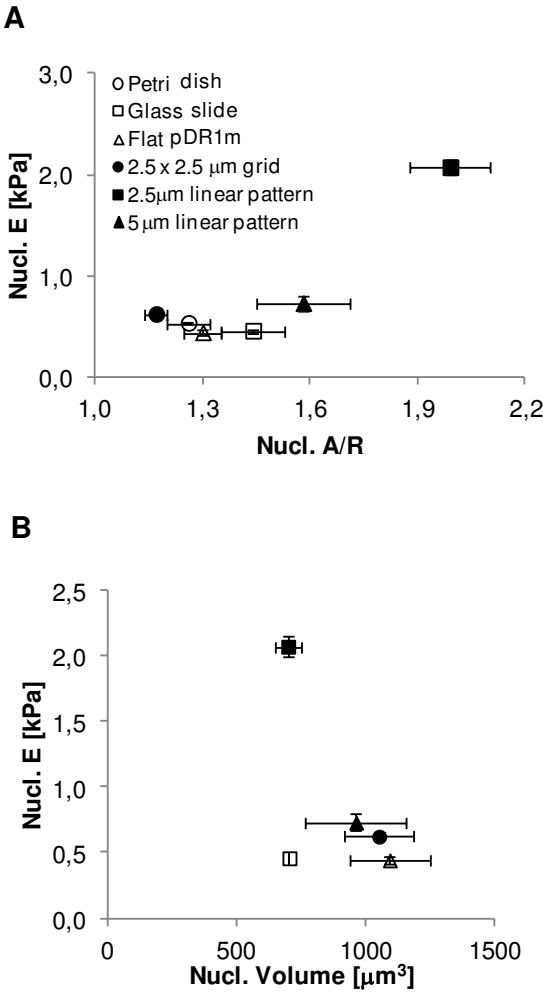 A
3,0
2,0
1,0
0,0
Nucl. E [kPa]
Petri dish
Glass slide
Flat pDR1m
2.5 x 2.5 µm grid
2.5µm linear pattern
5µm linear pattern
1,0 1,3 1,6 1,9 2,2
Nucl. A/R
B
2,5
2,0
1,5
1,0
0,5
0,0
Nucl. E [kPa]
0 500 1000 1500
Nucl. Volume [µm³]